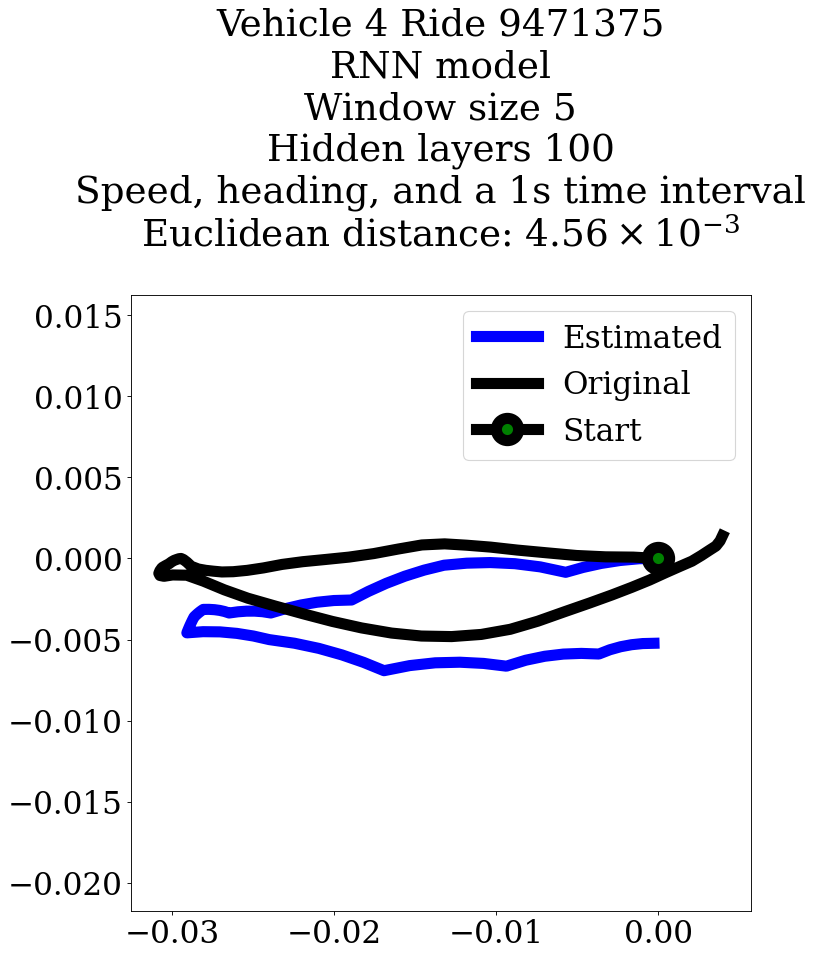 Vehicle 4 Ride 9471375
RNN model
Window size 5
Hidden layers 100
Speed, heading, and a 1s time interval
Euclidean distance: 4.56 × 10⁻³
Estimated
Original
Start
0.015
0.010
0.005
0.000
−0.005
−0.010
−0.015
−0.020
−0.03 −0.02 −0.01 0.00